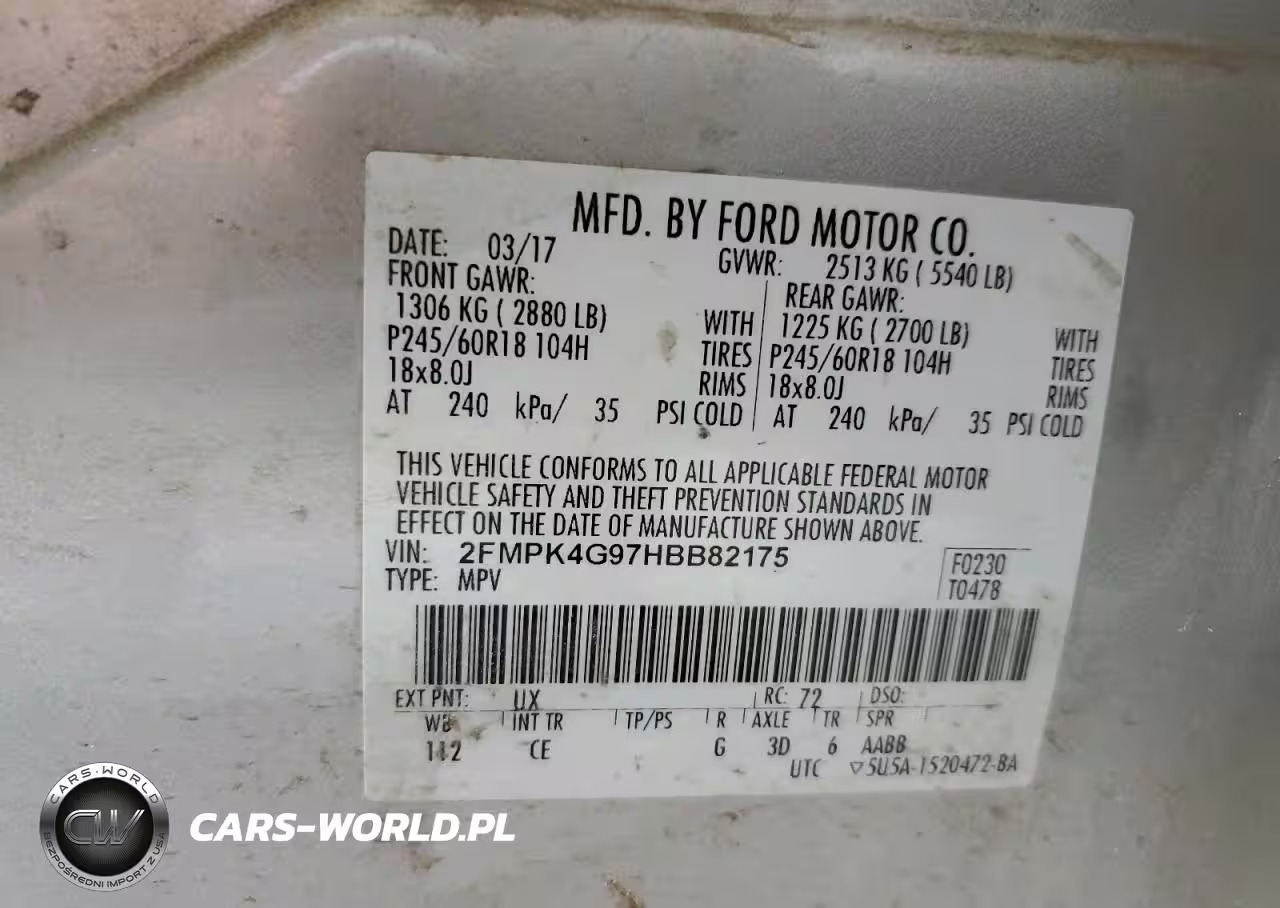 MFD. BY FORD MOTOR CO.
DATE: 03/17
GVWR: 2513 KG ( 5540 LB)
FRONT GAWR:
1306 KG ( 2880 LB) WITH
P245/60R18 104H TIRES
18x8.0J RIMS
AT 240 kPa/ 35 PSI COLD
REAR GAWR:
1225 KG ( 2700 LB) WITH
P245/60R18 104H TIRES
18x8.0J RIMS
AT 240 kPa/ 35 PSI COLD
THIS VEHICLE CONFORMS TO ALL APPLICABLE FEDERAL MOTOR
VEHICLE SAFETY AND THEFT PREVENTION STANDARDS IN
EFFECT ON THE DATE OF MANUFACTURE SHOWN ABOVE.
VIN: 2FMPK4G97HBB82175
F0230
TYPE: MPV
T0478
EXT PNT: UX RC: 72 DSO:
WB INT TR TP/PS R AXLE TR SPR
112 CE G 3D 6 AABB
UTC ▽5U5A-1520472-BA
CARS-WORLD
CW
BEZPOŚREDNI IMPORT Z USA
CARS-WORLD.PL